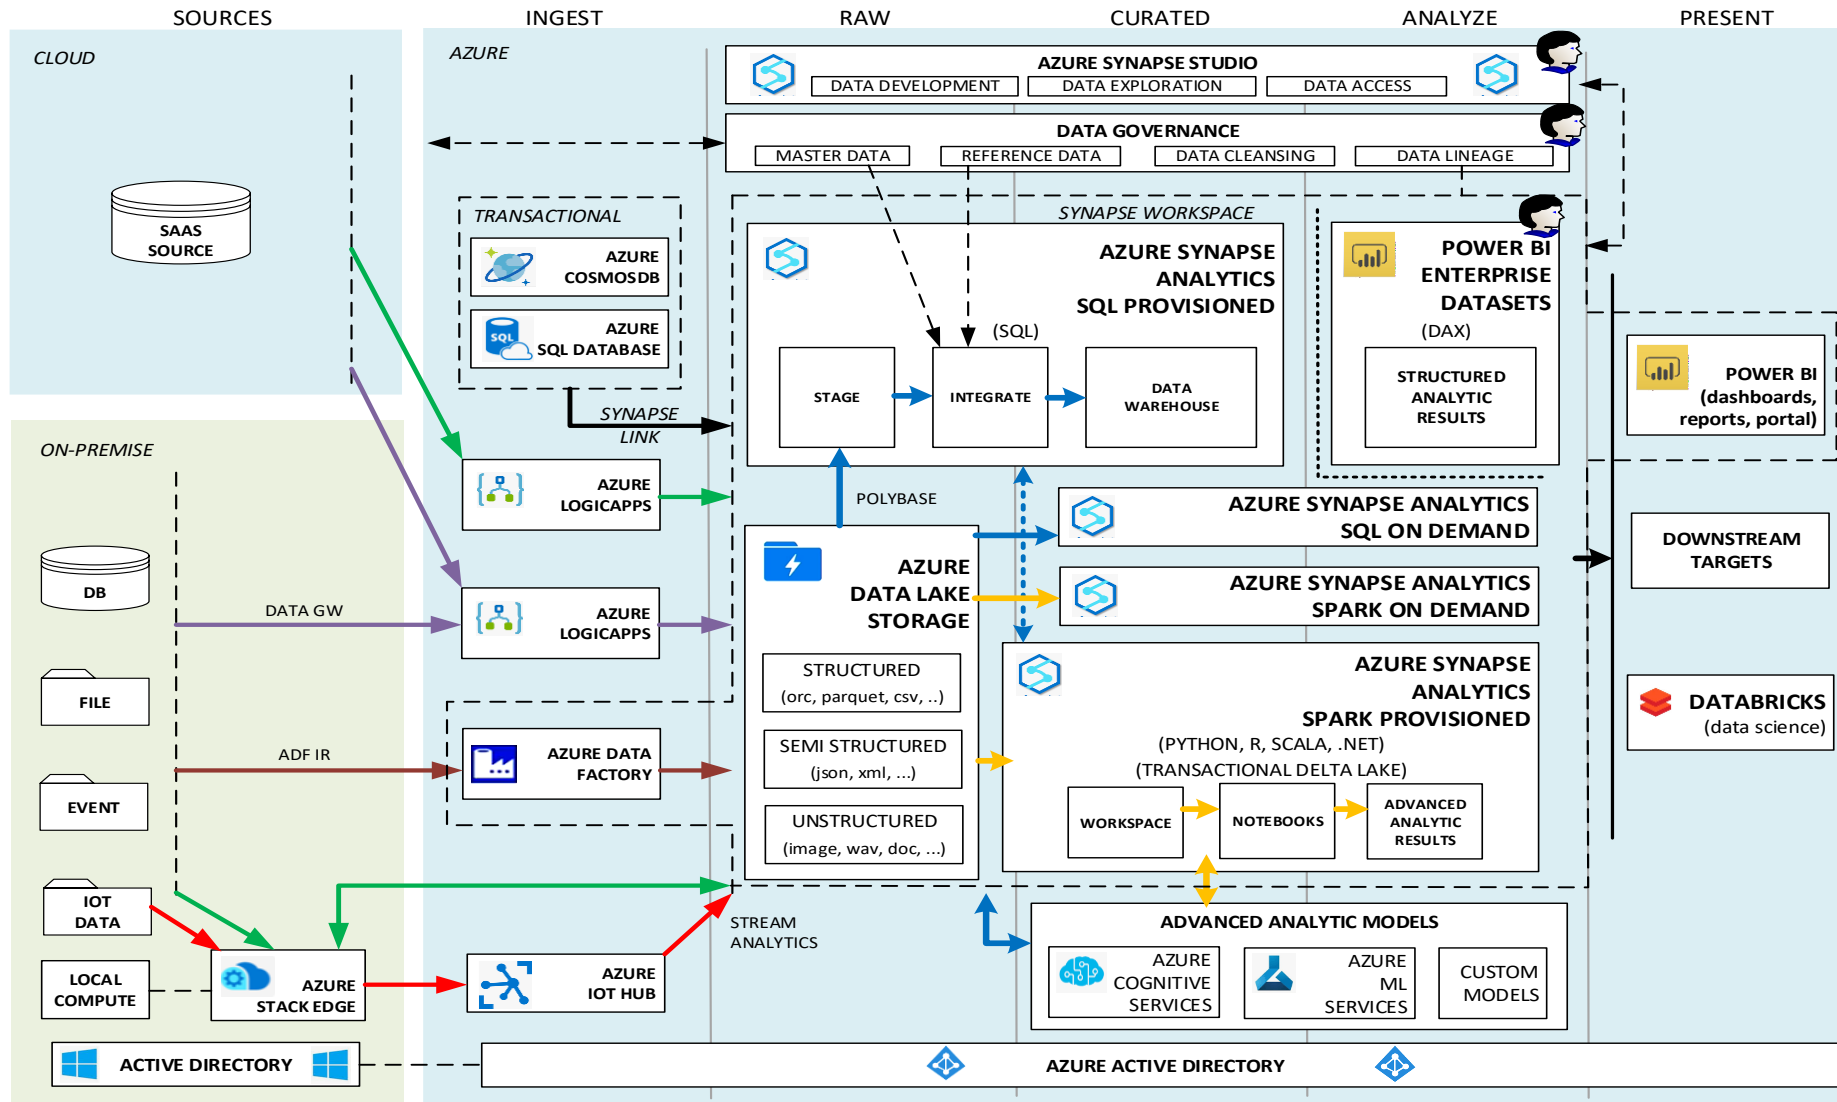 SOURCES
INGEST
RAW
CURATED
ANALYZE
PRESENT
CLOUD
SAAS
SOURCE
ON-PREMISE
DB
DATA GW
FILE
ADF IR
EVENT
IOT
DATA
LOCAL
COMPUTE
AZURE
STACK EDGE
ACTIVE DIRECTORY
AZURE
TRANSACTIONAL
AZURE
COSMOSDB
AZURE
SQL
SQL DATABASE
SYNAPSE
LINK
AZURE
LOGICAPPS
AZURE
LOGICAPPS
AZURE DATA
FACTORY
AZURE
IOT HUB
STREAM
ANALYTICS
AZURE SYNAPSE STUDIO
DATA DEVELOPMENT
DATA EXPLORATION
DATA ACCESS
DATA GOVERNANCE
MASTER DATA
REFERENCE DATA
DATA CLEANSING
DATA LINEAGE
SYNAPSE WORKSPACE
AZURE SYNAPSE
ANALYTICS
SQL PROVISIONED
(SQL)
STAGE
INTEGRATE
DATA
WAREHOUSE
POLYBASE
POWER BI
ENTERPRISE
DATASETS
(DAX)
STRUCTURED
ANALYTIC
RESULTS
AZURE
DATA LAKE
STORAGE
STRUCTURED
(orc, parquet, csv, ..)
SEMI STRUCTURED
(json, xml, ...)
UNSTRUCTURED
(image, wav, doc, ...)
AZURE SYNAPSE ANALYTICS
SQL ON DEMAND
AZURE SYNAPSE ANALYTICS
SPARK ON DEMAND
AZURE SYNAPSE
ANALYTICS
SPARK PROVISIONED
(PYTHON, R, SCALA, .NET)
(TRANSACTIONAL DELTA LAKE)
WORKSPACE
NOTEBOOKS
ADVANCED
ANALYTIC
RESULTS
ADVANCED ANALYTIC MODELS
AZURE
COGNITIVE
SERVICES
AZURE
ML
SERVICES
CUSTOM
MODELS
AZURE ACTIVE DIRECTORY
POWER BI
(dashboards,
reports, portal)
DOWNSTREAM
TARGETS
DATABRICKS
(data science)